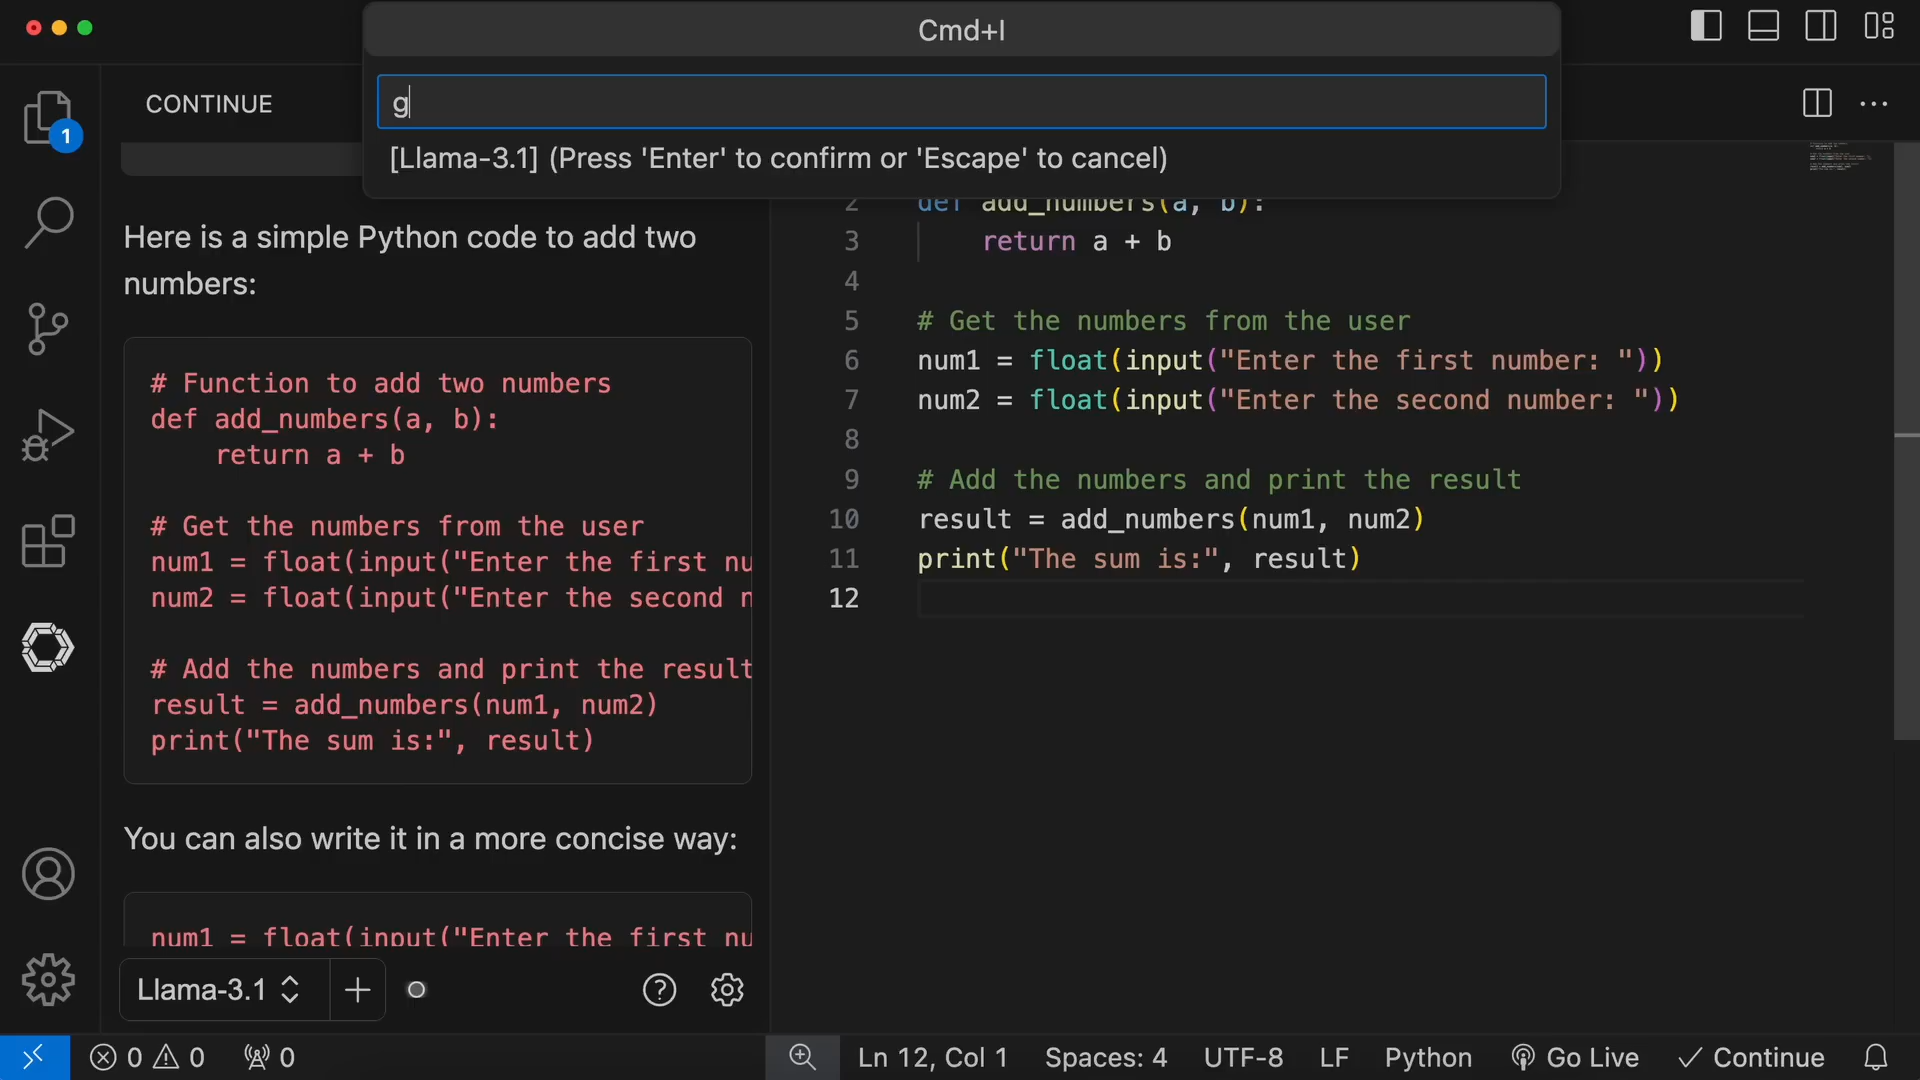 Cmd+I
g
[Llama-3.1] (Press 'Enter' to confirm or 'Escape' to cancel)
CONTINUE
1
Here is a simple Python code to add two
numbers:
# Function to add two numbers
def add_numbers(a, b):
return a + b
# Get the numbers from the user
num1 = float(input("Enter the first nu
num2 = float(input("Enter the second n
# Add the numbers and print the result
result = add_numbers(num1, num2)
print("The sum is:", result)
You can also write it in a more concise way:
num1 = float(input("Enter the first nu
Llama-3.1
2 def add_numbers(a, b):
3 return a + b
4
5 # Get the numbers from the user
6 num1 = float(input("Enter the first number: "))
7 num2 = float(input("Enter the second number: "))
8
9 # Add the numbers and print the result
10 result = add_numbers(num1, num2)
11 print("The sum is:", result)
12
0 0 0 Ln 12, Col 1 Spaces: 4 UTF-8 LF Python Go Live Continue